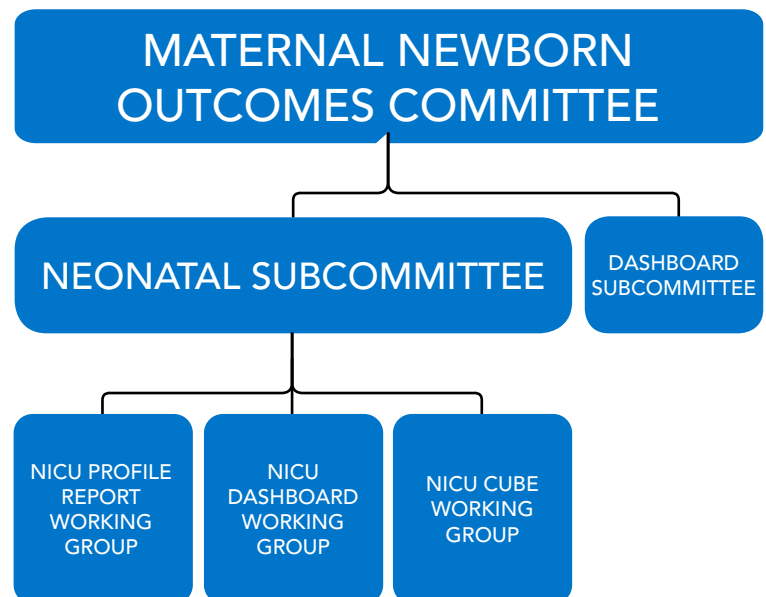 MATERNAL NEWBORN
OUTCOMES COMMITTEE
NEONATAL SUBCOMMITTEE
DASHBOARD
SUBCOMMITTEE
NICU PROFILE
REPORT
WORKING
GROUP
NICU
DASHBOARD
WORKING
GROUP
NICU CUBE
WORKING
GROUP